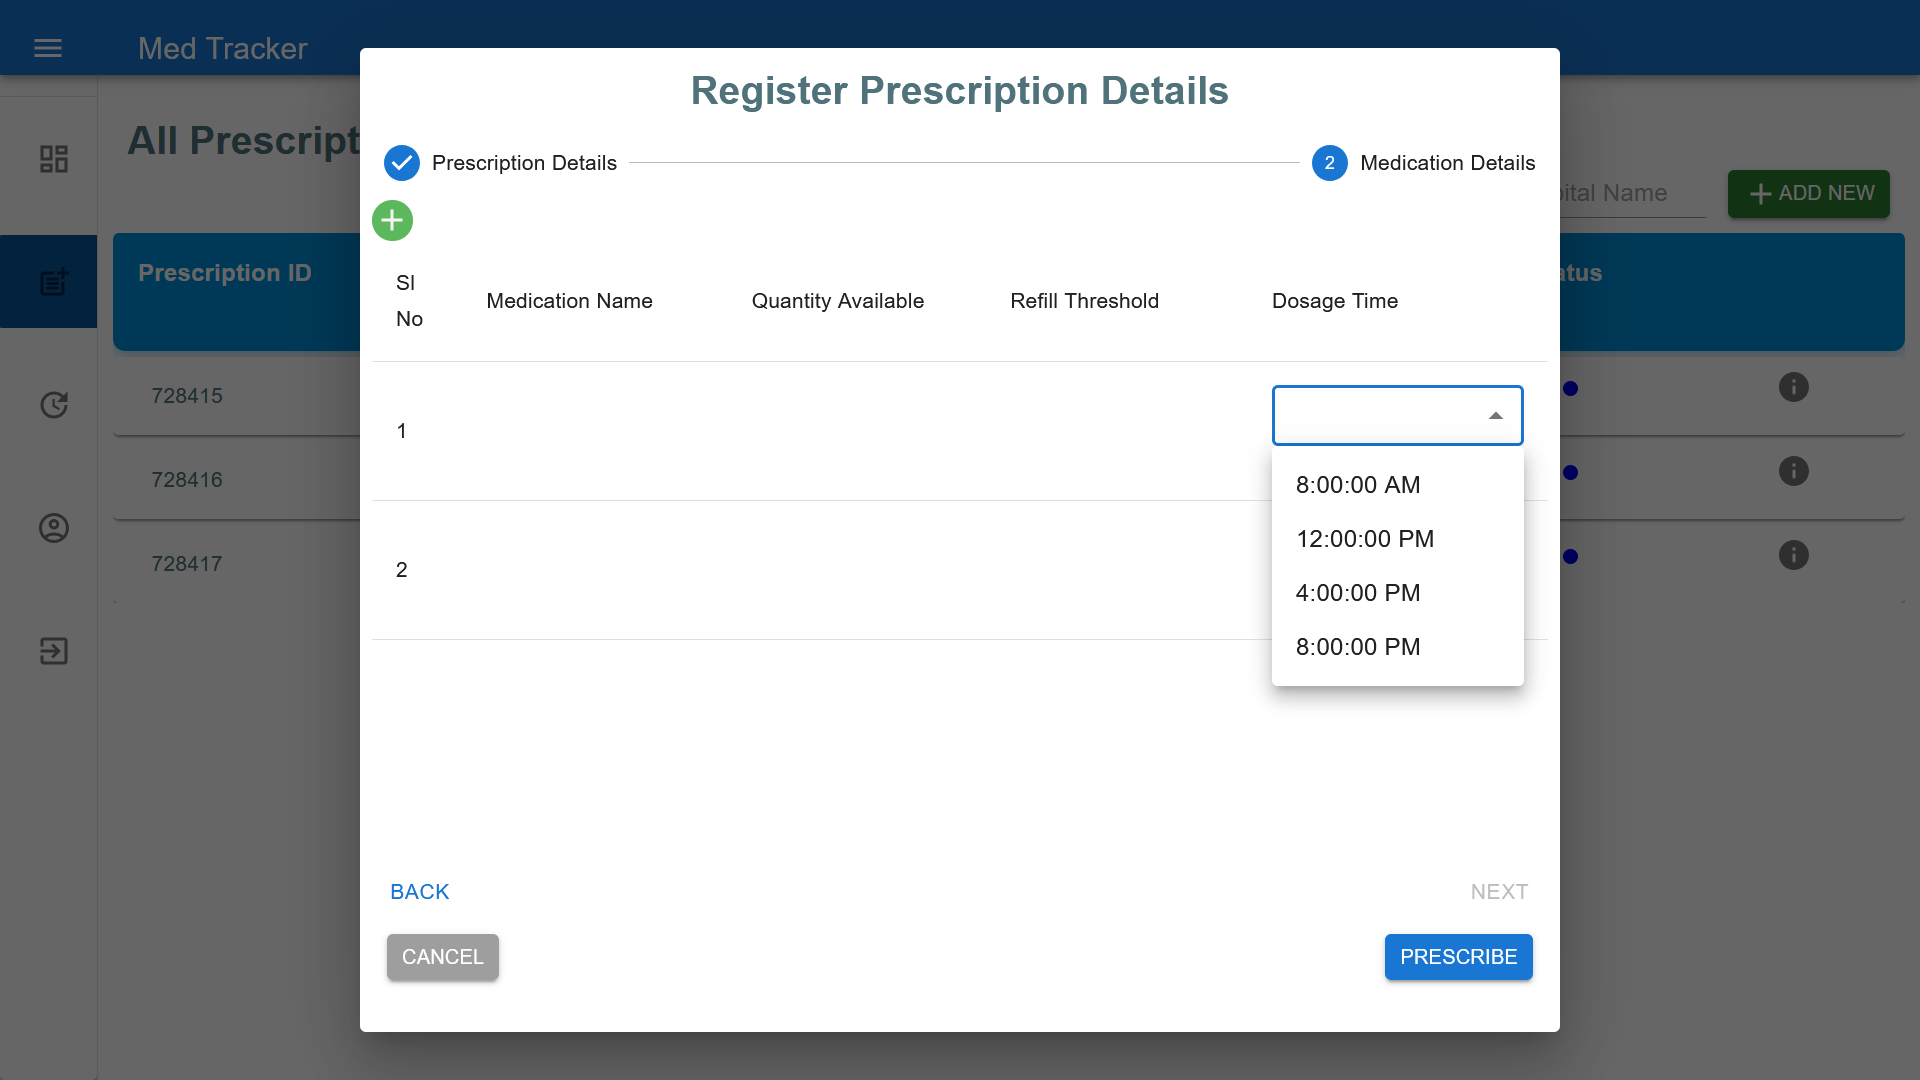 Med Tracker
Register Prescription Details
All Prescript
Prescription Details
2
Medication Details
pital Name
ADD NEW
Prescription ID
atus
Sl No
Medication Name
Quantity Available
Refill Threshold
Dosage Time
728415
1
8:00:00 AM
728416
12:00:00 PM
728417
2
4:00:00 PM
8:00:00 PM
BACK
NEXT
CANCEL
PRESCRIBE